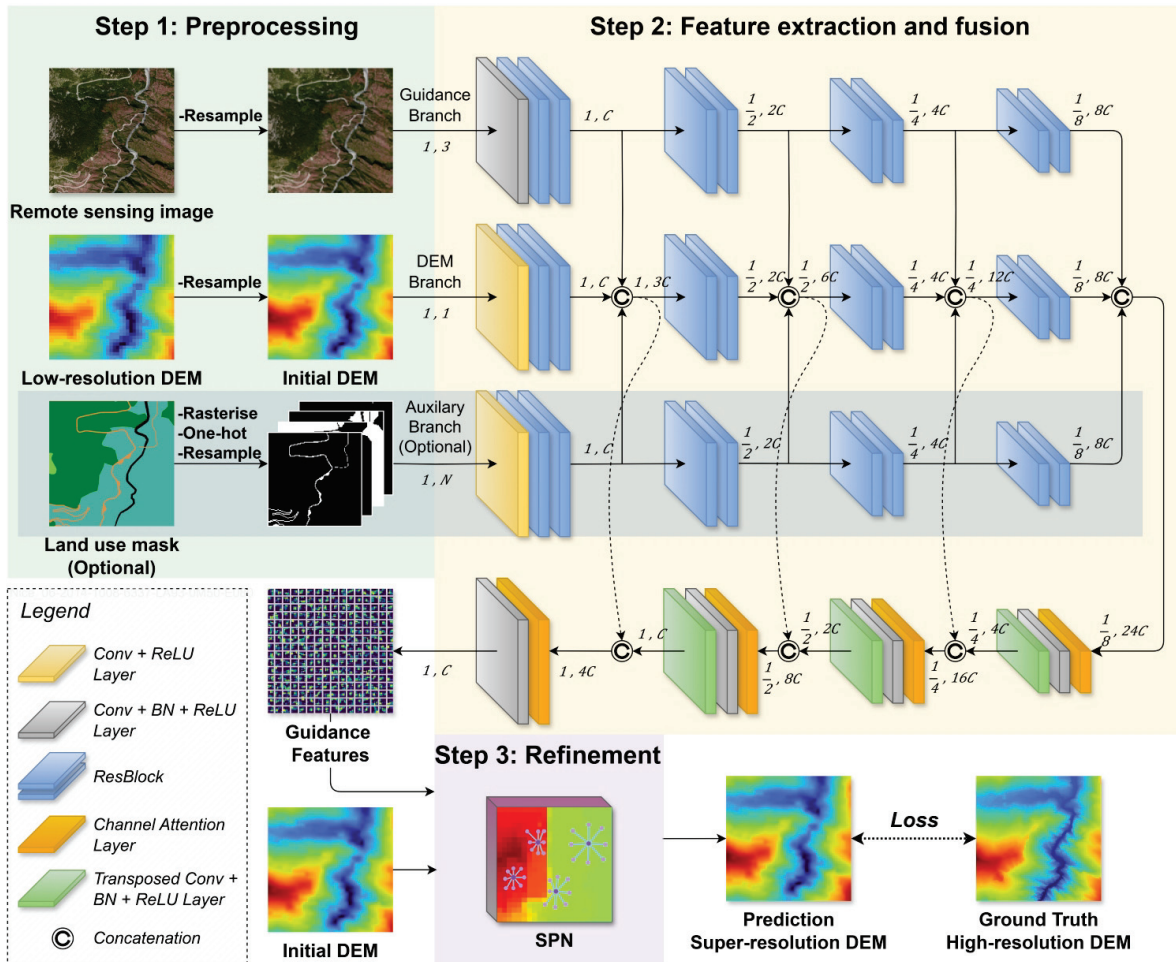 Step 1: Preprocessing
Step 2: Feature extraction and fusion
-Resample
Guidance
Branch
1, 3
1, C
1/2, 2C
1/4, 4C
1/8, 8C
Remote sensing image
-Resample
DEM
Branch
1, 1
1, C
C
1, 3C
1/2, 2C
C
1/2, 6C
1/4, 4C
C
1/4, 12C
1/8, 8C
C
Low-resolution DEM
Initial DEM
-Rasterise
-One-hot
-Resample
Auxilary
Branch
(Optional)
1, N
1, C
1/2, 2C
1/4, 4C
1/8, 8C
Land use mask
(Optional)
1, C
1, 4C
C
1, C
1/2, 8C
C
1/2, 2C
1/4, 16C
C
1/4, 4C
1/8, 24C
Guidance
Features
Legend
Conv + ReLU
Layer
Conv + BN + ReLU
Layer
ResBlock
Channel Attention
Layer
Transposed Conv +
BN + ReLU Layer
C
Concatenation
Step 3: Refinement
Initial DEM
SPN
Loss
Prediction
Super-resolution DEM
Ground Truth
High-resolution DEM